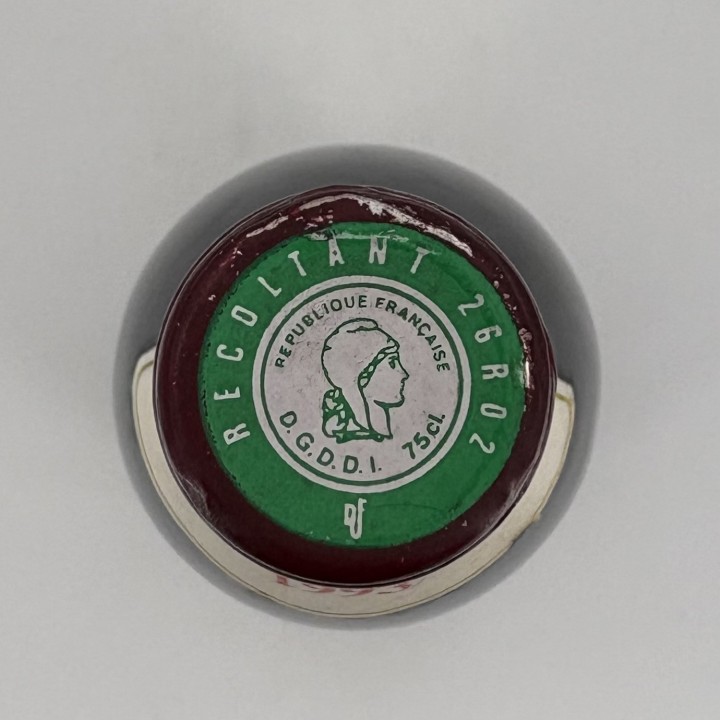 RECOLTANT 26R02
REPUBLIQUE FRANÇAISE
D.G.D.D.I. 75cl.